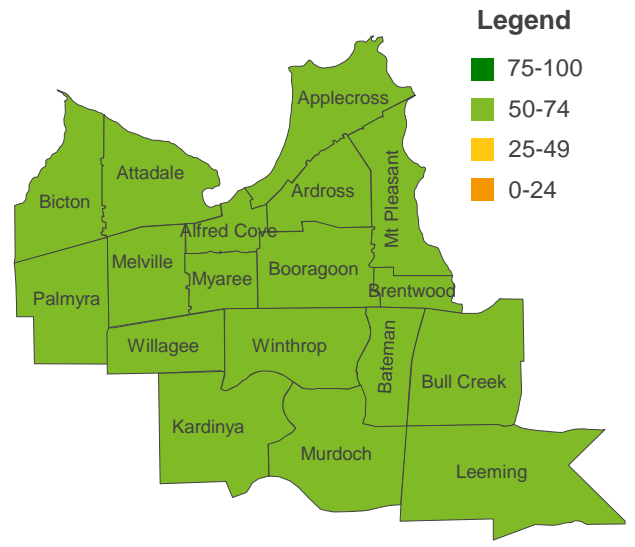 Legend
75-100
50-74
25-49
0-24
Applecross
Attadale
Ardross
Bicton
Mt Pleasant
Alfred Cove
Melville
Myaree
Booragoon
Brentwood
Palmyra
Willagee
Winthrop
Bateman
Bull Creek
Kardinya
Murdoch
Leeming